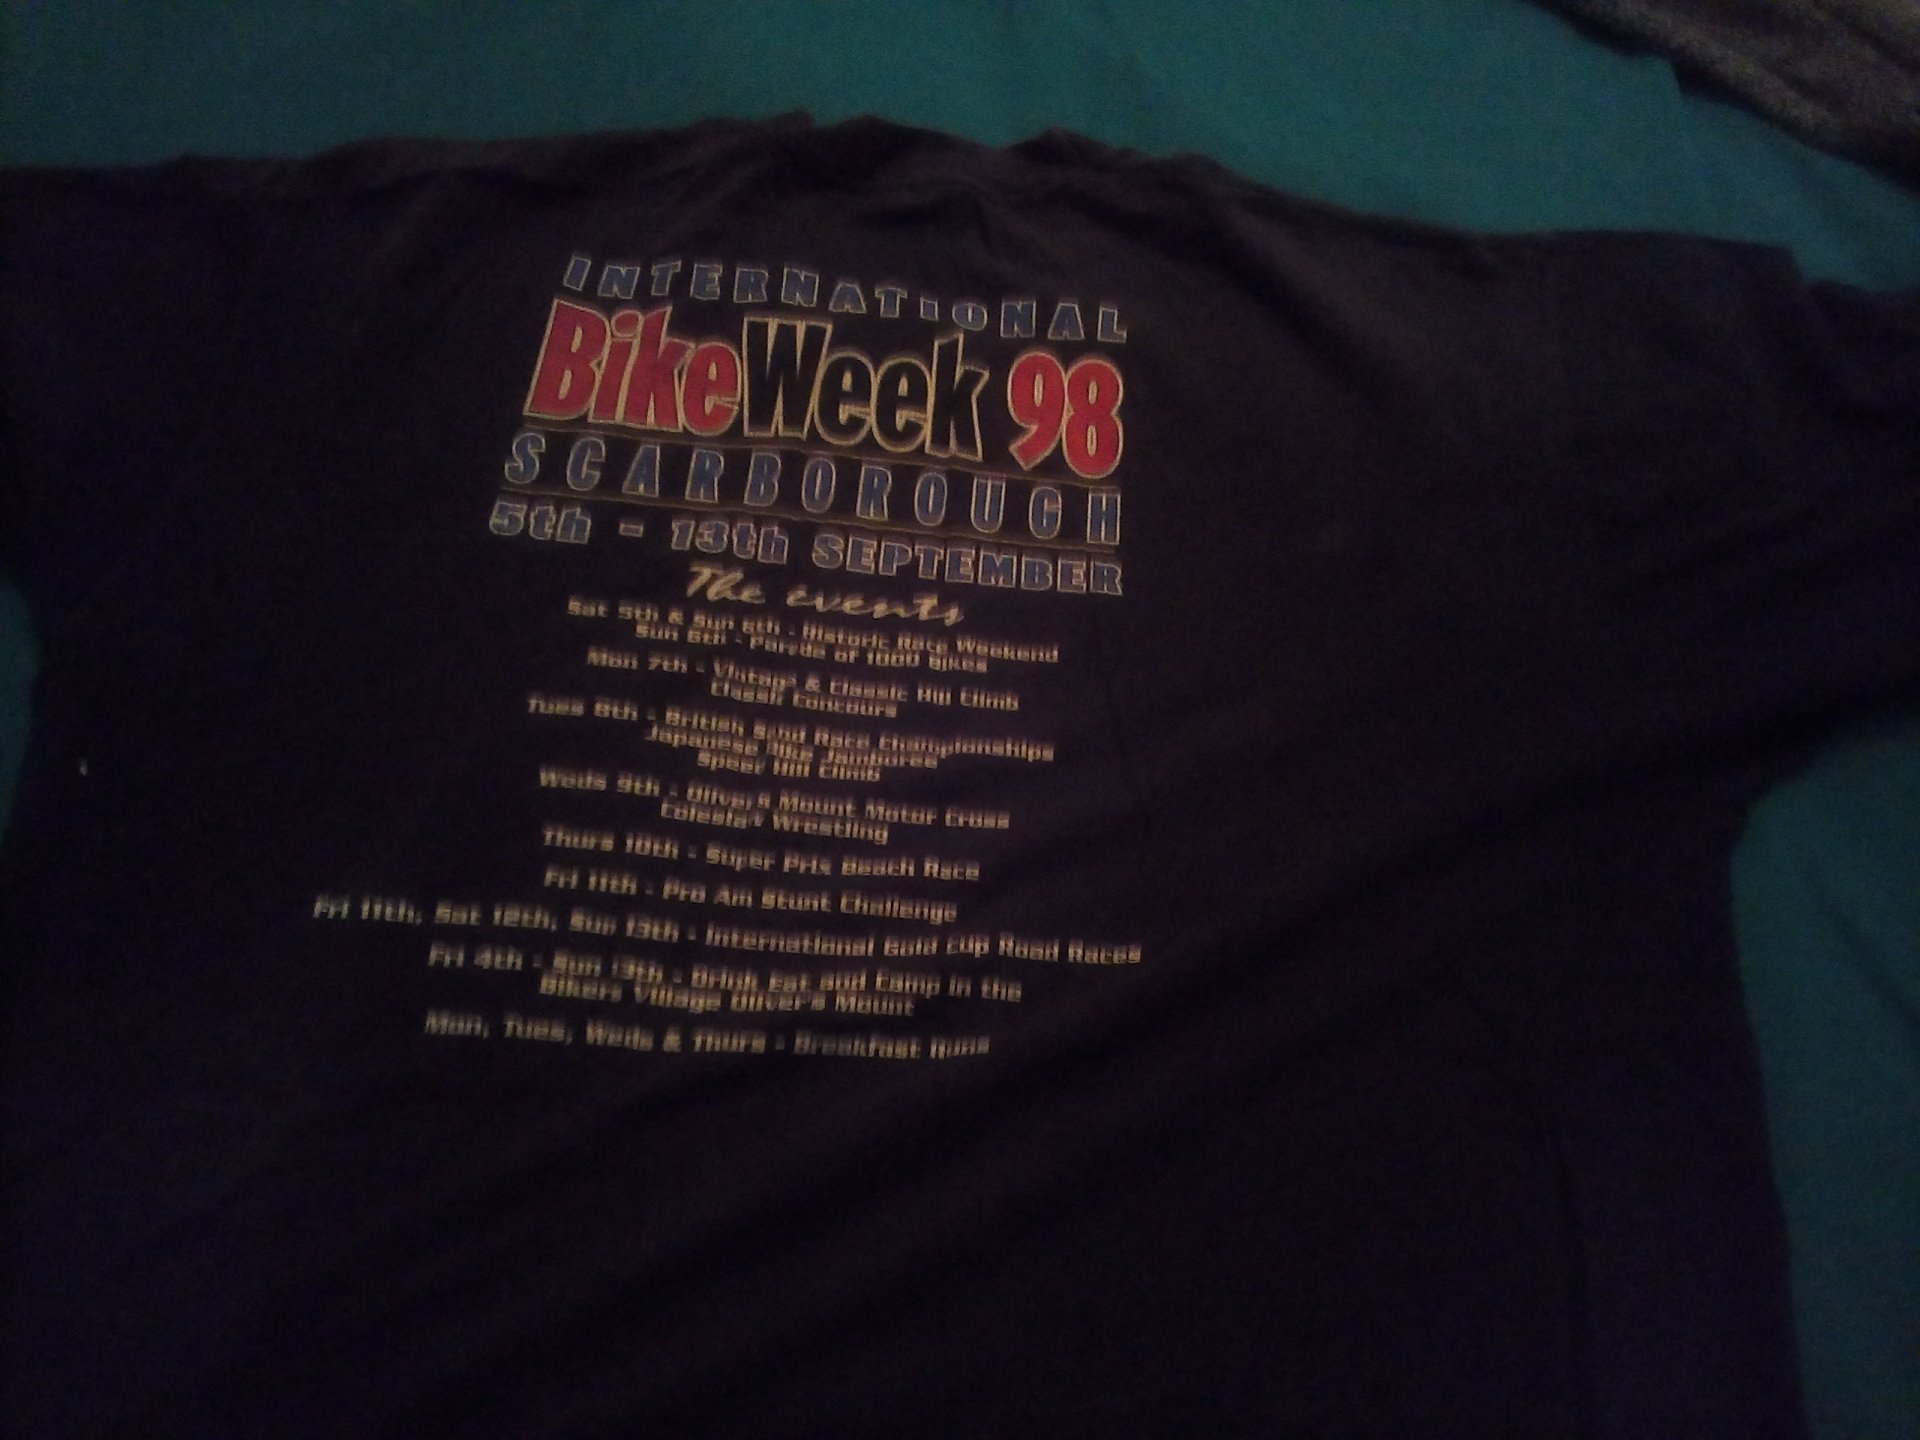 INTERNATIONAL
BikeWeek 98
SCARBOROUGH
5th - 13th SEPTEMBER
The events
Sat 5th & Sun 6th - Historic Race Weekend
Sun 6th - Parade of 1000 Bikes
Mon 7th - Vintage & Classic Hill Climb
Classic Concours
Tues 8th - British Sand Race Championships
Japanese Bike Jamboree
Speer Hill Climb
Weds 9th - Olivers Mount Motor Cross
Wrestling
Thurs 10th - Super Prix Beach Race
Fri 11th - Pro Am Stunt Challenge
Fri 11th, Sat 12th, Sun 13th - International Gold Cup Road Races
Fri 4th - Sun 13th - Drink Eat and Camp in the
Bikers Village Oliver's Mount
Mon, Tues, Weds & Thurs - Breakfast Runs